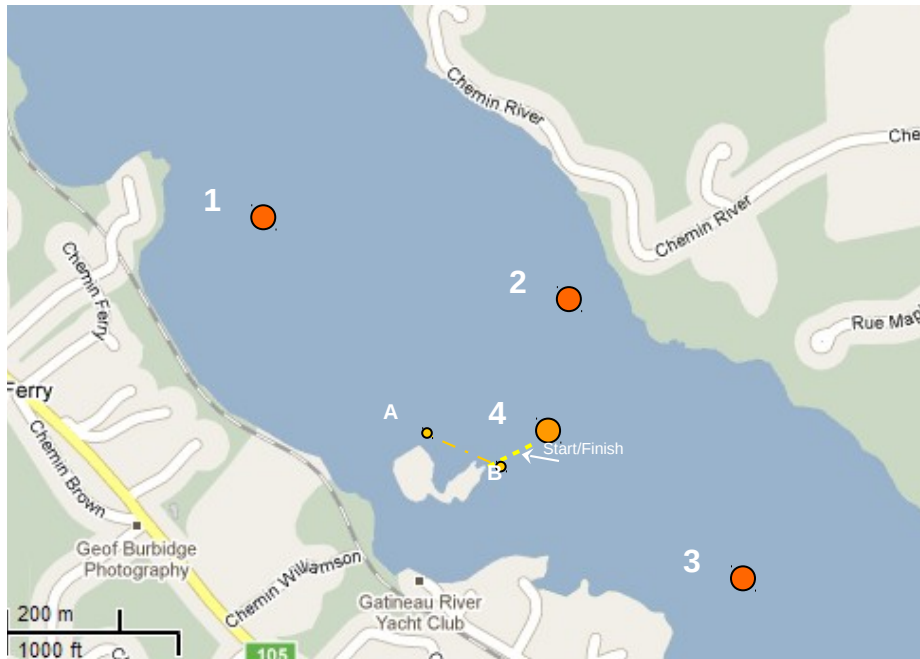 Chemin River
Che
1
Chemin River
2
Chemin Ferry
Rue Mag
Ferry
A
4
Start/Finish
B
Chemin Brown
Geof Burbidge
Photography
3
Chemin Williamson
Gatineau River
Yacht Club
200 m
1000 ft
105